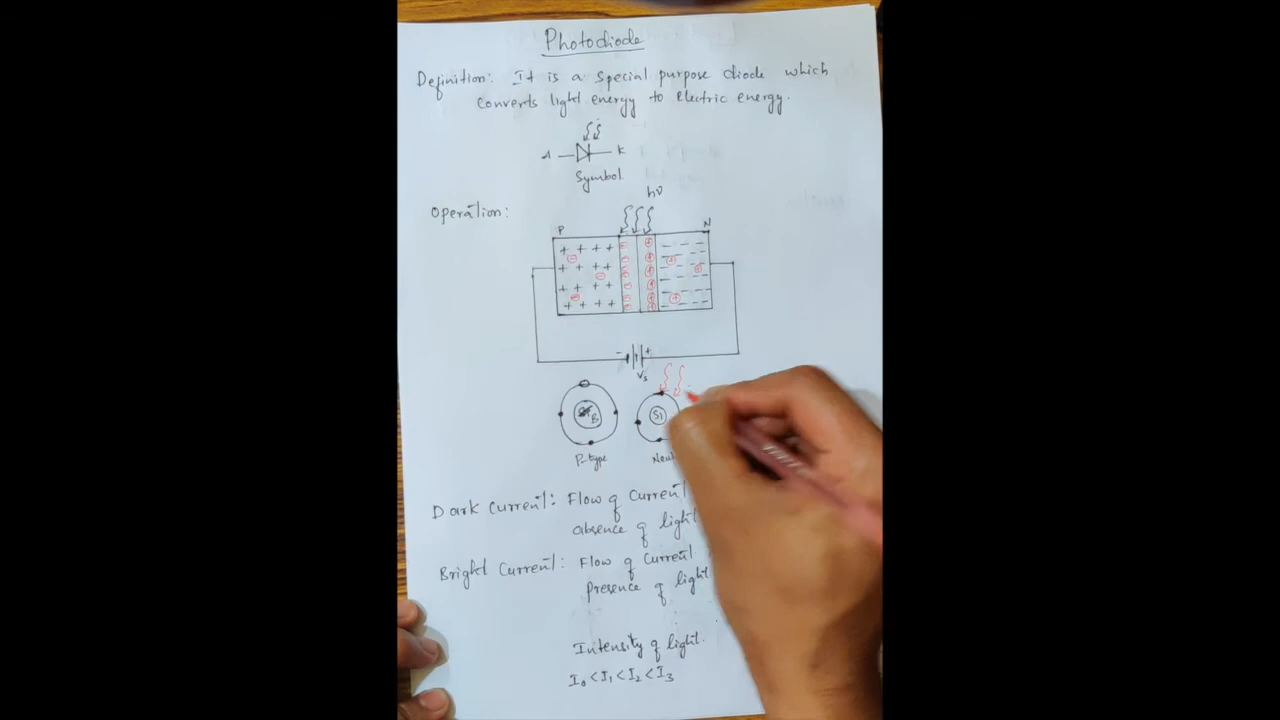 Photodiode
Definition: It is a special purpose diode which
converts light energy to electric energy.
A K
Symbol
hν
Operation:
P N
- +
Vs
B Si
P-type
Dark Current: Flow of Current
absence of light
Bright Current: Flow of Current
Presence of light
Intensity of light.
I₀ < I₁ < I₂ < I₃